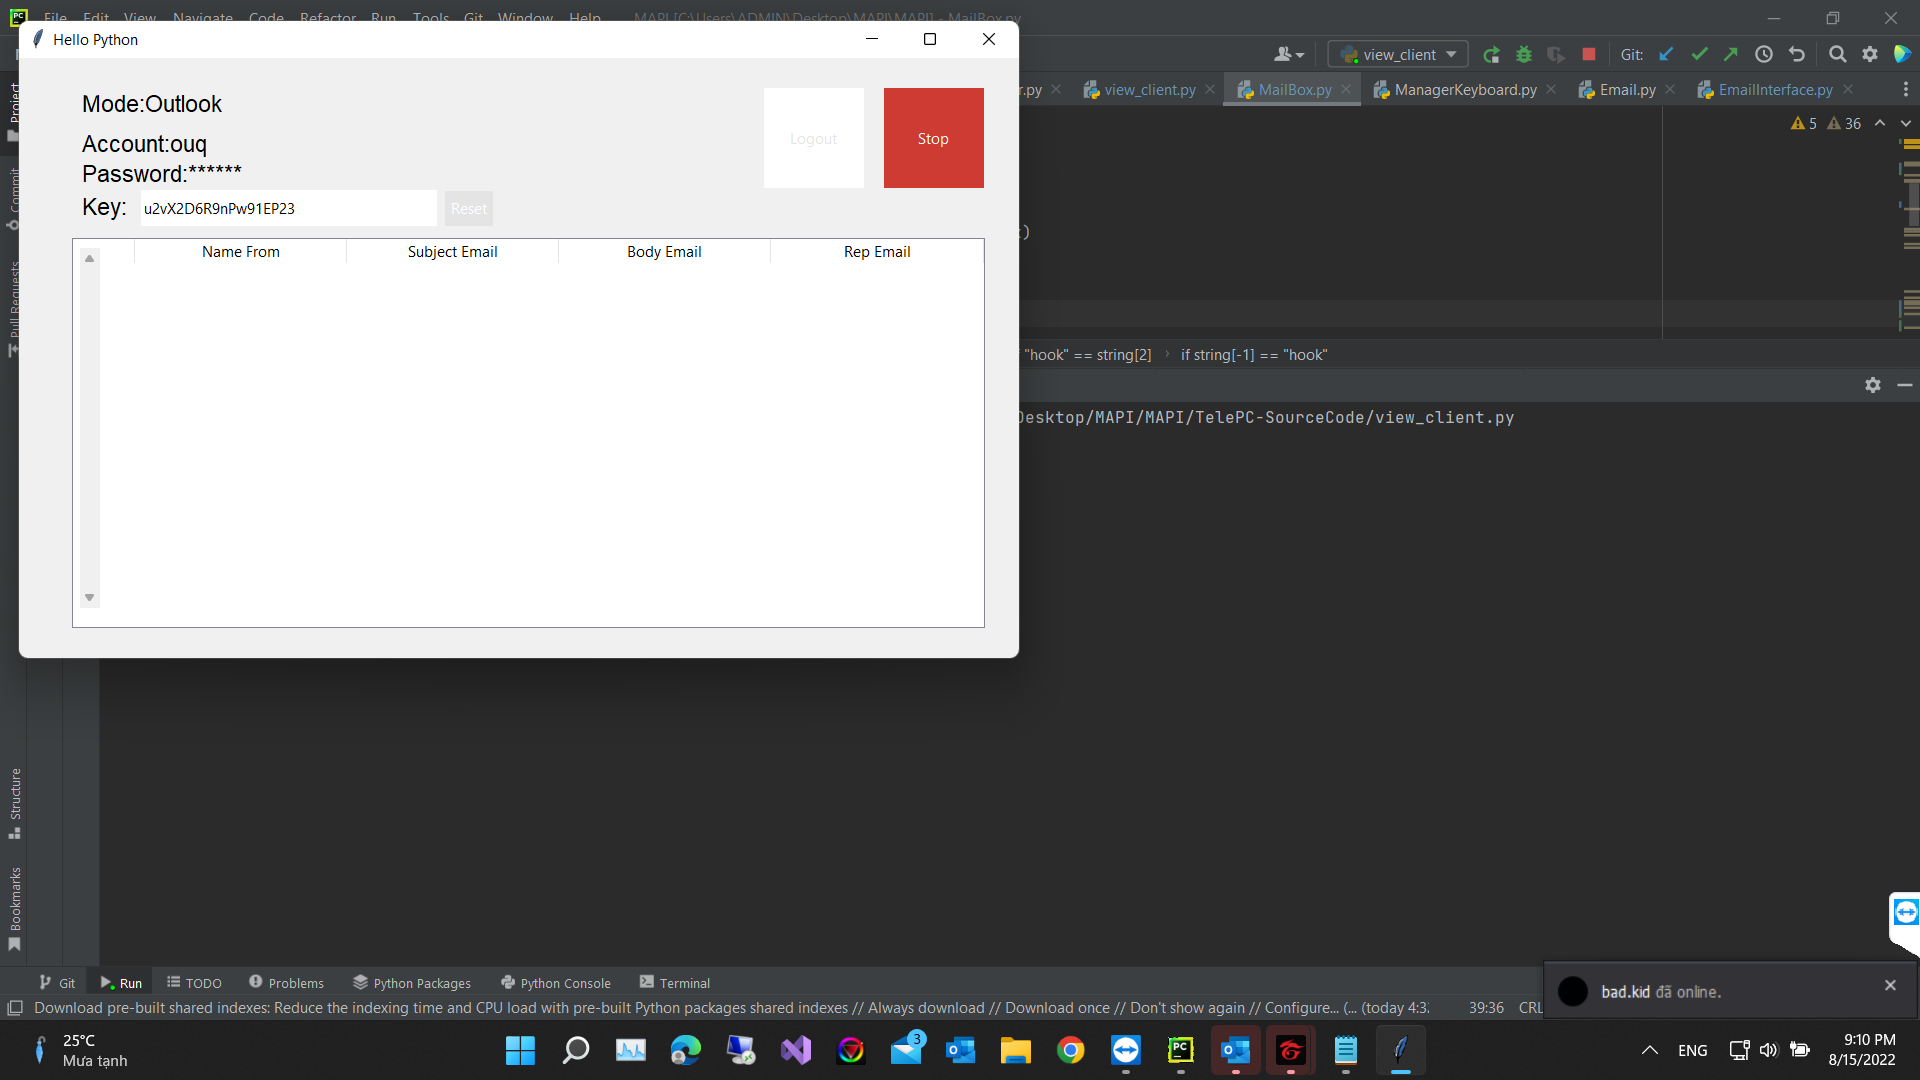 File Edit View Navigate Code Refactor Run Tools Git Window Help MAPI [C:\Users\ADMIN\Desktop\MAPI\MAPI] - MailBox.py
Hello Python
view_client
Git:
Project
r.py
view_client.py
MailBox.py
ManagerKeyboard.py
Email.py
EmailInterface.py
Mode:Outlook
Account:ouq
Password:******
Key: u2vX2D6R9nPw91EP23 Reset
Logout
Stop
5 36
Commit
Pull Requests
Name From Subject Email Body Email Rep Email
:)
"hook" == string[2] › if string[-1] == "hook"
Desktop/MAPI/MAPI/TelePC-SourceCode/view_client.py
Structure
Bookmarks
Git Run TODO Problems Python Packages Python Console Terminal
Download pre-built shared indexes: Reduce the indexing time and CPU load with pre-built Python packages shared indexes // Always download // Download once // Don't show again // Configure... (... (today 4:3
39:36 CRL
bad.kid đã online.
25°C
Mưa tạnh
3
PC
ENG
9:10 PM
8/15/2022